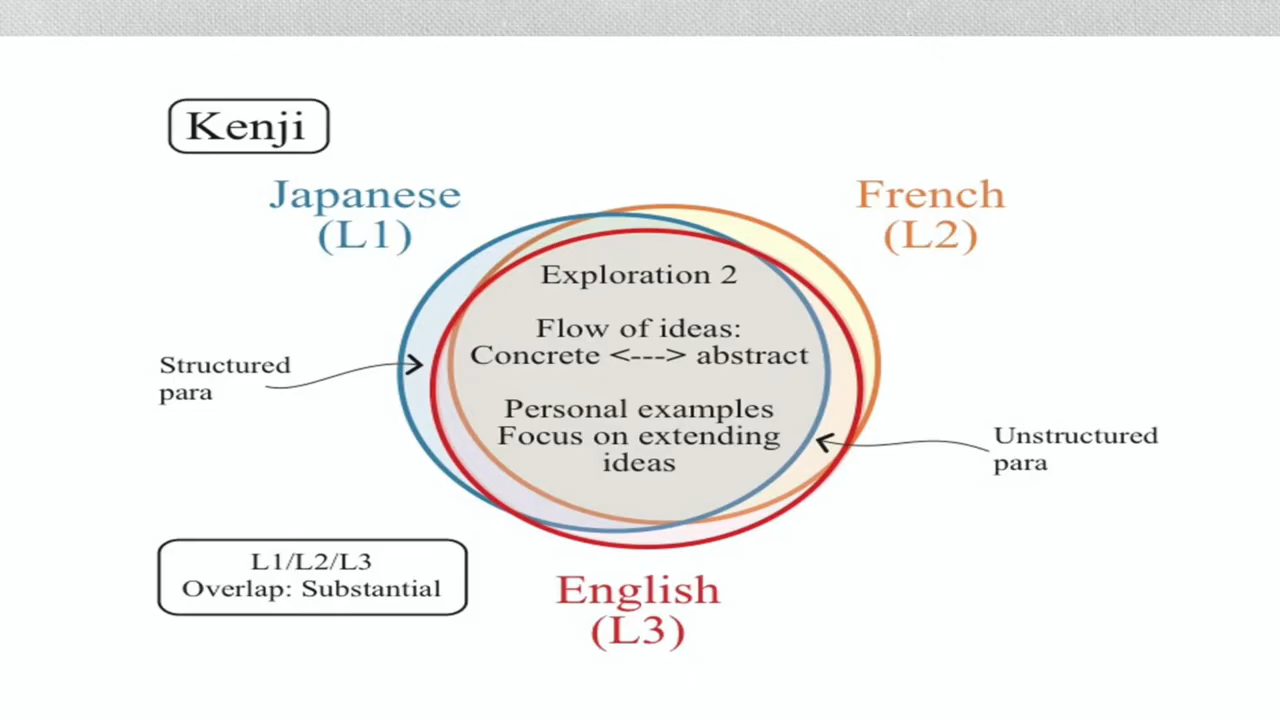 Kenji
Japanese
(L1)
French
(L2)
Exploration 2
Flow of ideas:
Concrete <---> abstract
Structured
para
Personal examples
Focus on extending
ideas
Unstructured
para
L1/L2/L3
Overlap: Substantial
English
(L3)